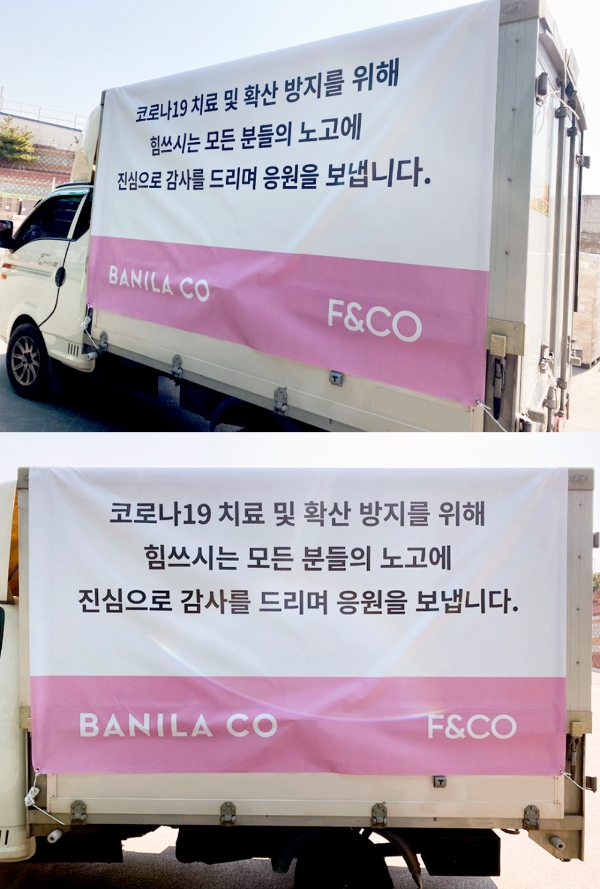 코로나19 치료 및 확산 방지를 위해
힘쓰시는 모든 분들의 노고에
진심으로 감사를 드리며 응원을 보냅니다.
BANILA CO
F&CO
코로나19 치료 및 확산 방지를 위해
힘쓰시는 모든 분들의 노고에
진심으로 감사를 드리며 응원을 보냅니다.
BANILA CO
F&CO